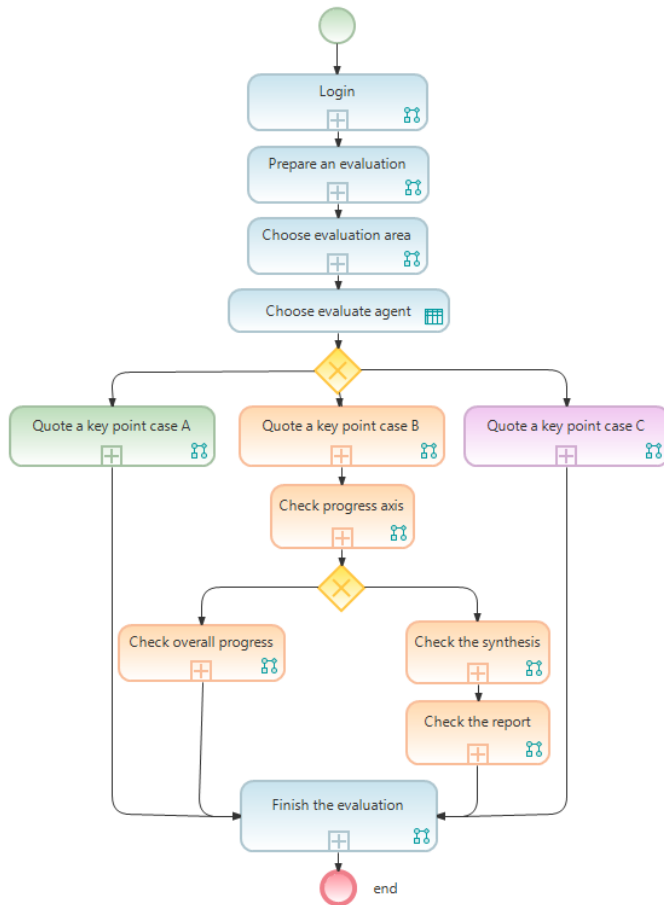 Login
Prepare an evaluation
Choose evaluation area
Choose evaluate agent
Quote a key point case A
Quote a key point case B
Quote a key point case C
Check progress axis
Check overall progress
Check the synthesis
Check the report
Finish the evaluation
end